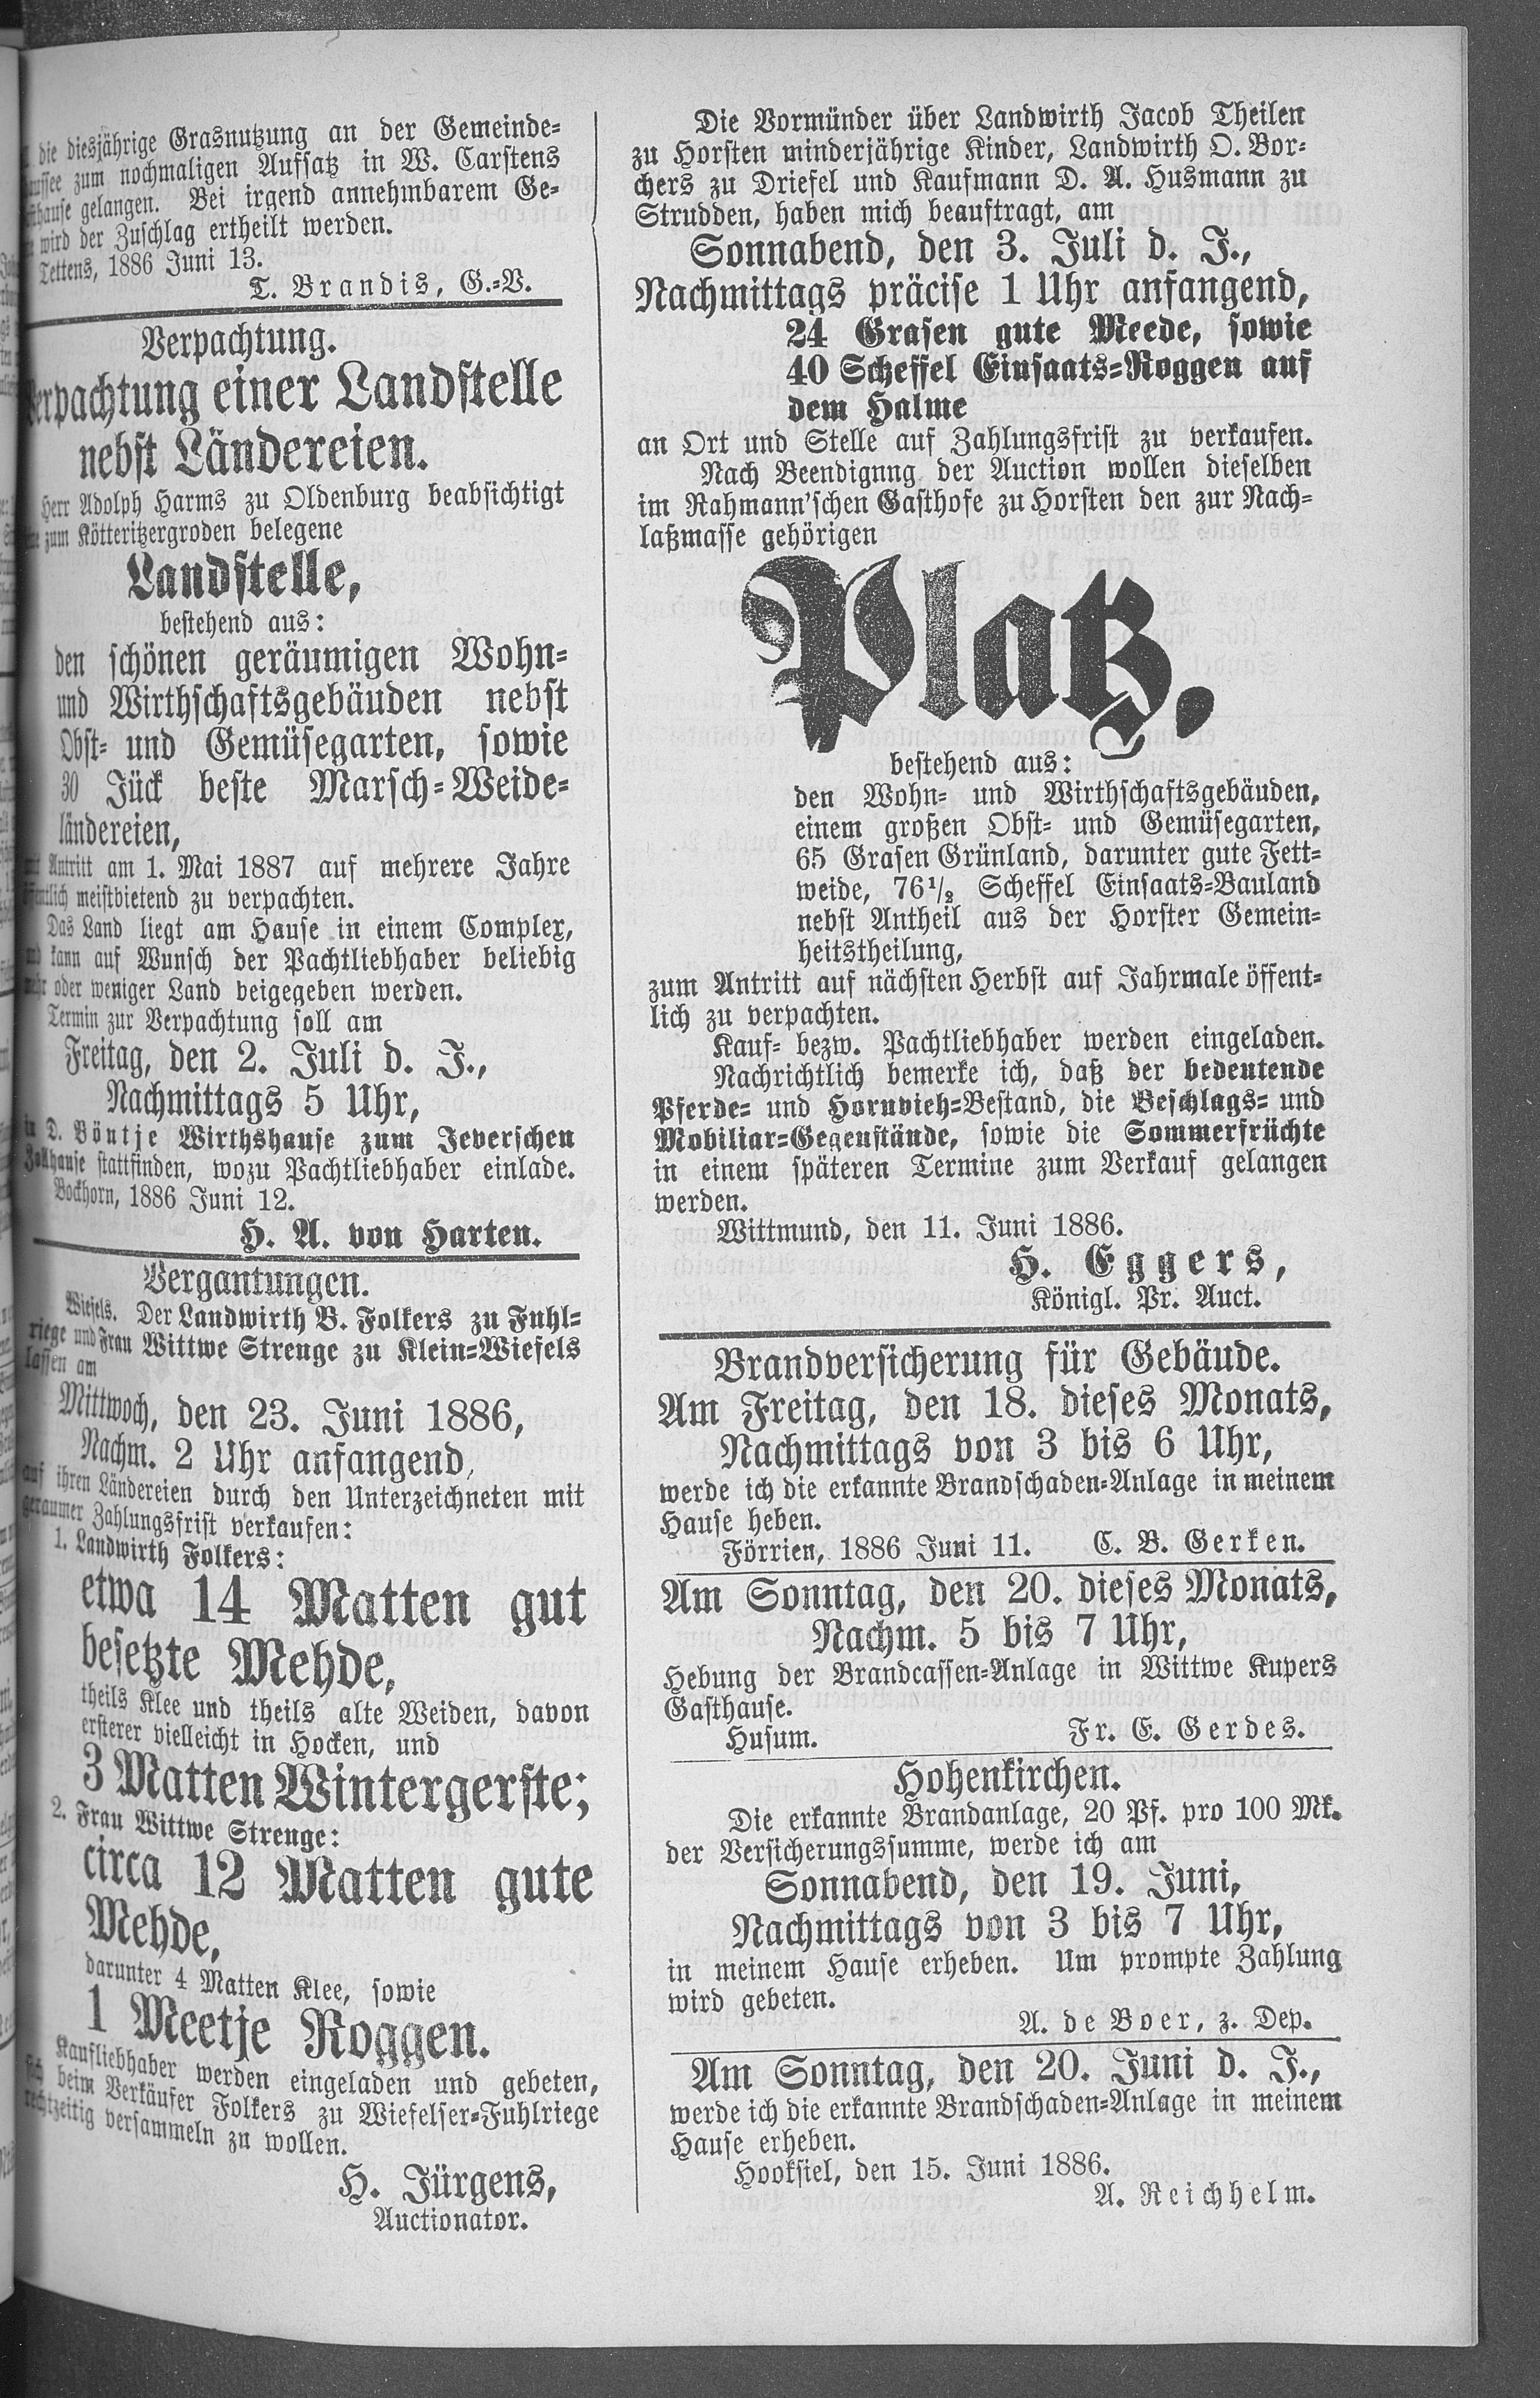 die diesjährige Grasnutzung an der Gemeinde-
zum nochmaligen Aufsatz in W. Carstens
gelangen. Bei irgend annehmbarem Ge-
wird der Zuschlag ertheilt werden.
Tettens, 1886 Juni 13.
T. Brandis, G.-V.
Verpachtung.
Verpachtung einer Landstelle
nebst Ländereien.
Herr Adolph Harms zu Oldenburg beabsichtigt
zum Kötteritzergroden belegene
Landstelle,
bestehend aus:
den schönen geräumigen Wohn-
und Wirthschaftsgebäuden nebst
Obst- und Gemüsegarten, sowie
30 Jück beste Marsch-Weide-
ländereien,
mit Antritt am 1. Mai 1887 auf mehrere Jahre
öffentlich meistbietend zu verpachten.
Das Land liegt am Hause in einem Complex,
und kann auf Wunsch der Pachtliebhaber beliebig
mehr oder weniger Land beigegeben werden.
Termin zur Verpachtung soll am
Freitag, den 2. Juli d. J.,
Nachmittags 5 Uhr,
in D. Böntje Wirthshause zum Jeverschen
Zollhause stattfinden, wozu Pachtliebhaber einlade.
Bockhorn, 1886 Juni 12.
H. A. von Harten.
Vergantungen.
Wiefels. Der Landwirth B. Folkers zu Fuhl-
riege und Frau Wittwe Strenge zu Klein-Wiefels
lassen am
Mittwoch, den 23. Juni 1886,
Nachm. 2 Uhr anfangend,
auf ihren Ländereien durch den Unterzeichneten mit
geraumer Zahlungsfrist verkaufen:
1. Landwirth Folkers:
etwa 14 Matten gut
besetzte Mehde,
theils Klee und theils alte Weiden, davon
ersterer vielleicht in Hocken, und
3 Matten Wintergerste;
2. Frau Wittwe Strenge:
circa 12 Matten gute
Mehde,
darunter 4 Matten Klee, sowie
1 Meetje Roggen.
Kaufliebhaber werden eingeladen und gebeten,
sich beim Verkäufer Folkers zu Wiefelser-Fuhlriege
rechtzeitig versammeln zu wollen.
H. Jürgens,
Auctionator.
Die Vormünder über Landwirth Jacob Theilen
zu Horsten minderjährige Kinder, Landwirth O. Bor-
chers zu Driefel und Kaufmann D. A. Husmann zu
Strudden, haben mich beauftragt, am
Sonnabend, den 3. Juli d. J.,
Nachmittags präcise 1 Uhr anfangend,
24 Grasen gute Meede, sowie
40 Scheffel Einsaats-Roggen auf
dem Halme
an Ort und Stelle auf Zahlungsfrist zu verkaufen.
Nach Beendignng der Auction wollen dieselben
im Rahmann'schen Gasthofe zu Horsten den zur Nach-
laßmasse gehörigen
Platz,
bestehend aus:
den Wohn- und Wirthschaftsgebäuden,
einem großen Obst- und Gemüsegarten,
65 Grasen Grünland, darunter gute Fett-
weide, 76½ Scheffel Einsaats-Bauland
nebst Antheil aus der Horster Gemein-
heitstheilung,
zum Antritt auf nächsten Herbst auf Jahrmale öffent-
lich zu verpachten.
Kauf- bezw. Pachtliebhaber werden eingeladen.
Nachrichtlich bemerke ich, daß der bedeutende
Pferde- und Hornvieh-Bestand, die Beschlags- und
Mobiliar-Gegenstände, sowie die Sommerfrüchte
in einem späteren Termine zum Verkauf gelangen
werden.
Wittmund, den 11. Juni 1886.
H. Eggers,
Königl. Pr. Auct.
Brandversicherung für Gebäude.
Am Freitag, den 18. dieses Monats,
Nachmittags von 3 bis 6 Uhr,
werde ich die erkannte Brandschaden-Anlage in meinem
Hause heben.
Förrien, 1886 Juni 11. C. B. Gerken.
Am Sonntag, den 20. dieses Monats,
Nachm. 5 bis 7 Uhr,
Hebung der Brandcassen-Anlage in Wittwe Kupers
Gasthause.
Husum. Fr. E. Gerdes.
Hohenkirchen.
Die erkannte Brandanlage, 20 Pf. pro 100 Mk.
der Versicherungssumme, werde ich am
Sonnabend, den 19. Juni,
Nachmittags von 3 bis 7 Uhr,
in meinem Hause erheben. Um prompte Zahlung
wird gebeten.
A. de Boer, z. Dep.
Am Sonntag, den 20. Juni d. J.,
werde ich die erkannte Brandschaden-Anlage in meinem
Hause erheben.
Hooksiel, den 15. Juni 1886.
A. Reichhelm.